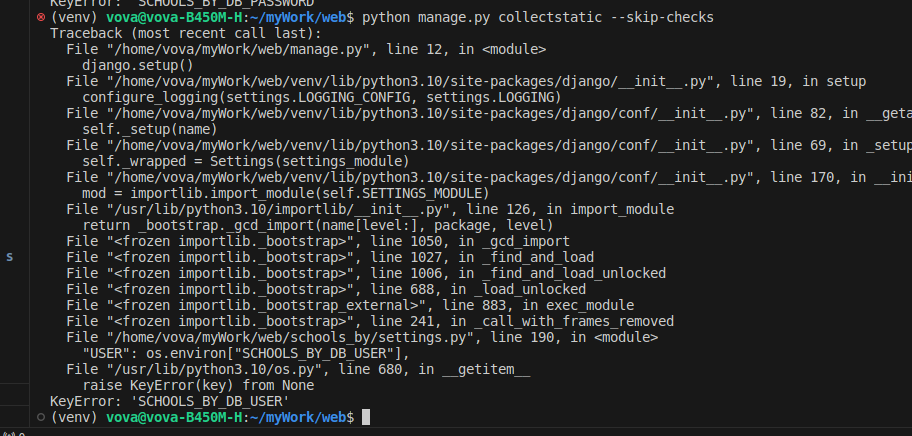 KeyError: 'SCHOOLS_BY_DB_PASSWORD'
(venv) vova@vova-B450M-H:~/myWork/web$ python manage.py collectstatic --skip-checks
Traceback (most recent call last):
File "/home/vova/myWork/web/manage.py", line 12, in <module>
django.setup()
File "/home/vova/myWork/web/venv/lib/python3.10/site-packages/django/__init__.py", line 19, in setup
configure_logging(settings.LOGGING_CONFIG, settings.LOGGING)
File "/home/vova/myWork/web/venv/lib/python3.10/site-packages/django/conf/__init__.py", line 82, in __geta
self._setup(name)
File "/home/vova/myWork/web/venv/lib/python3.10/site-packages/django/conf/__init__.py", line 69, in _setup
self._wrapped = Settings(settings_module)
File "/home/vova/myWork/web/venv/lib/python3.10/site-packages/django/conf/__init__.py", line 170, in __ini
mod = importlib.import_module(self.SETTINGS_MODULE)
File "/usr/lib/python3.10/importlib/__init__.py", line 126, in import_module
return _bootstrap._gcd_import(name[level:], package, level)
File "<frozen importlib._bootstrap>", line 1050, in _gcd_import
S
File "<frozen importlib._bootstrap>", line 1027, in _find_and_load
File "<frozen importlib._bootstrap>", line 1006, in _find_and_load_unlocked
File "<frozen importlib._bootstrap>", line 688, in _load_unlocked
File "<frozen importlib._bootstrap_external>", line 883, in exec_module
File "<frozen importlib._bootstrap>", line 241, in _call_with_frames_removed
File "/home/vova/myWork/web/schools_by/settings.py", line 190, in <module>
"USER": os.environ["SCHOOLS_BY_DB_USER"],
File "/usr/lib/python3.10/os.py", line 680, in __getitem__
raise KeyError(key) from None
KeyError: 'SCHOOLS_BY_DB_USER'
(venv) vova@vova-B450M-H:~/myWork/web$